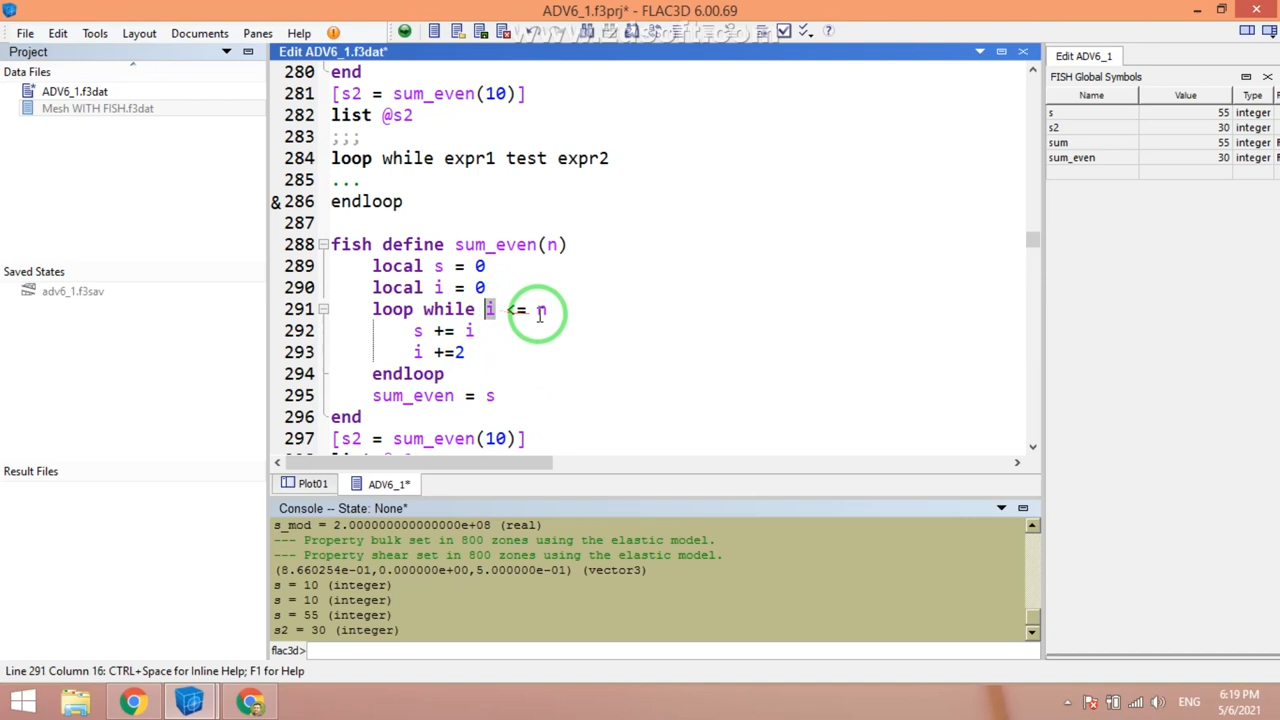 ADV6_1.f3prj* - FLAC3D 6.00.69
File Edit Tools Layout Documents Panes Help
www.zdsoft.com
Project
Data Files
ADV6_1.f3dat
Mesh WITH FISH.f3dat
Saved States
adv6_1.f3sav
Result Files
Edit ADV6_1.f3dat*
280 end
281 [s2 = sum_even(10)]
282 list @s2
283 ;;;
284 loop while expr1 test expr2
285 ...
&286 endloop
287
288 fish define sum_even(n)
289 local s = 0
290 local i = 0
291 loop while i <= n
292 s += i
293 i +=2
294 endloop
295 sum_even = s
296 end
297 [s2 = sum_even(10)]
Plot01 ADV6_1*
Console -- State: None*
s_mod = 2.000000000000000e+08 (real)
--- Property bulk set in 800 zones using the elastic model.
--- Property shear set in 800 zones using the elastic model.
(8.660254e-01,0.000000e+00,5.000000e-01) (vector3)
s = 10 (integer)
s = 10 (integer)
s = 55 (integer)
s2 = 30 (integer)
flac3d>
Edit ADV6_1
FISH Global Symbols
Name Value Type
s 55 integer
s2 30 integer
sum 55 integer
sum_even 30 integer
Line 291 Column 16: CTRL+Space for Inline Help; F1 for Help
ENG
6:19 PM
5/6/2021